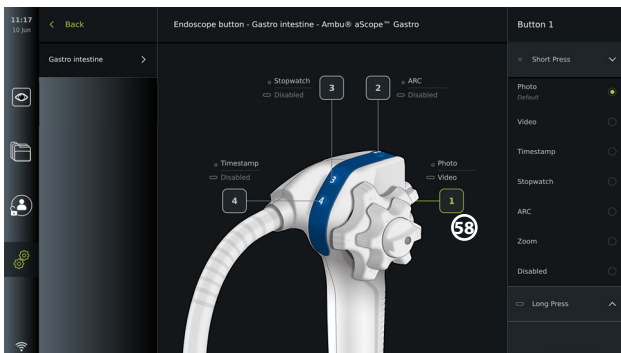 11:17
10 Jun
Back
Endoscope button - Gastro intestine - Ambu® aScope™ Gastro
Button 1
Gastro intestine
Short Press
Stopwatch
Disabled
3
2
ARC
Disabled
Photo
Default
Video
Timestamp
Stopwatch
ARC
Zoom
Disabled
Long Press
Timestamp
Disabled
4
3
4
Photo
Video
1
58